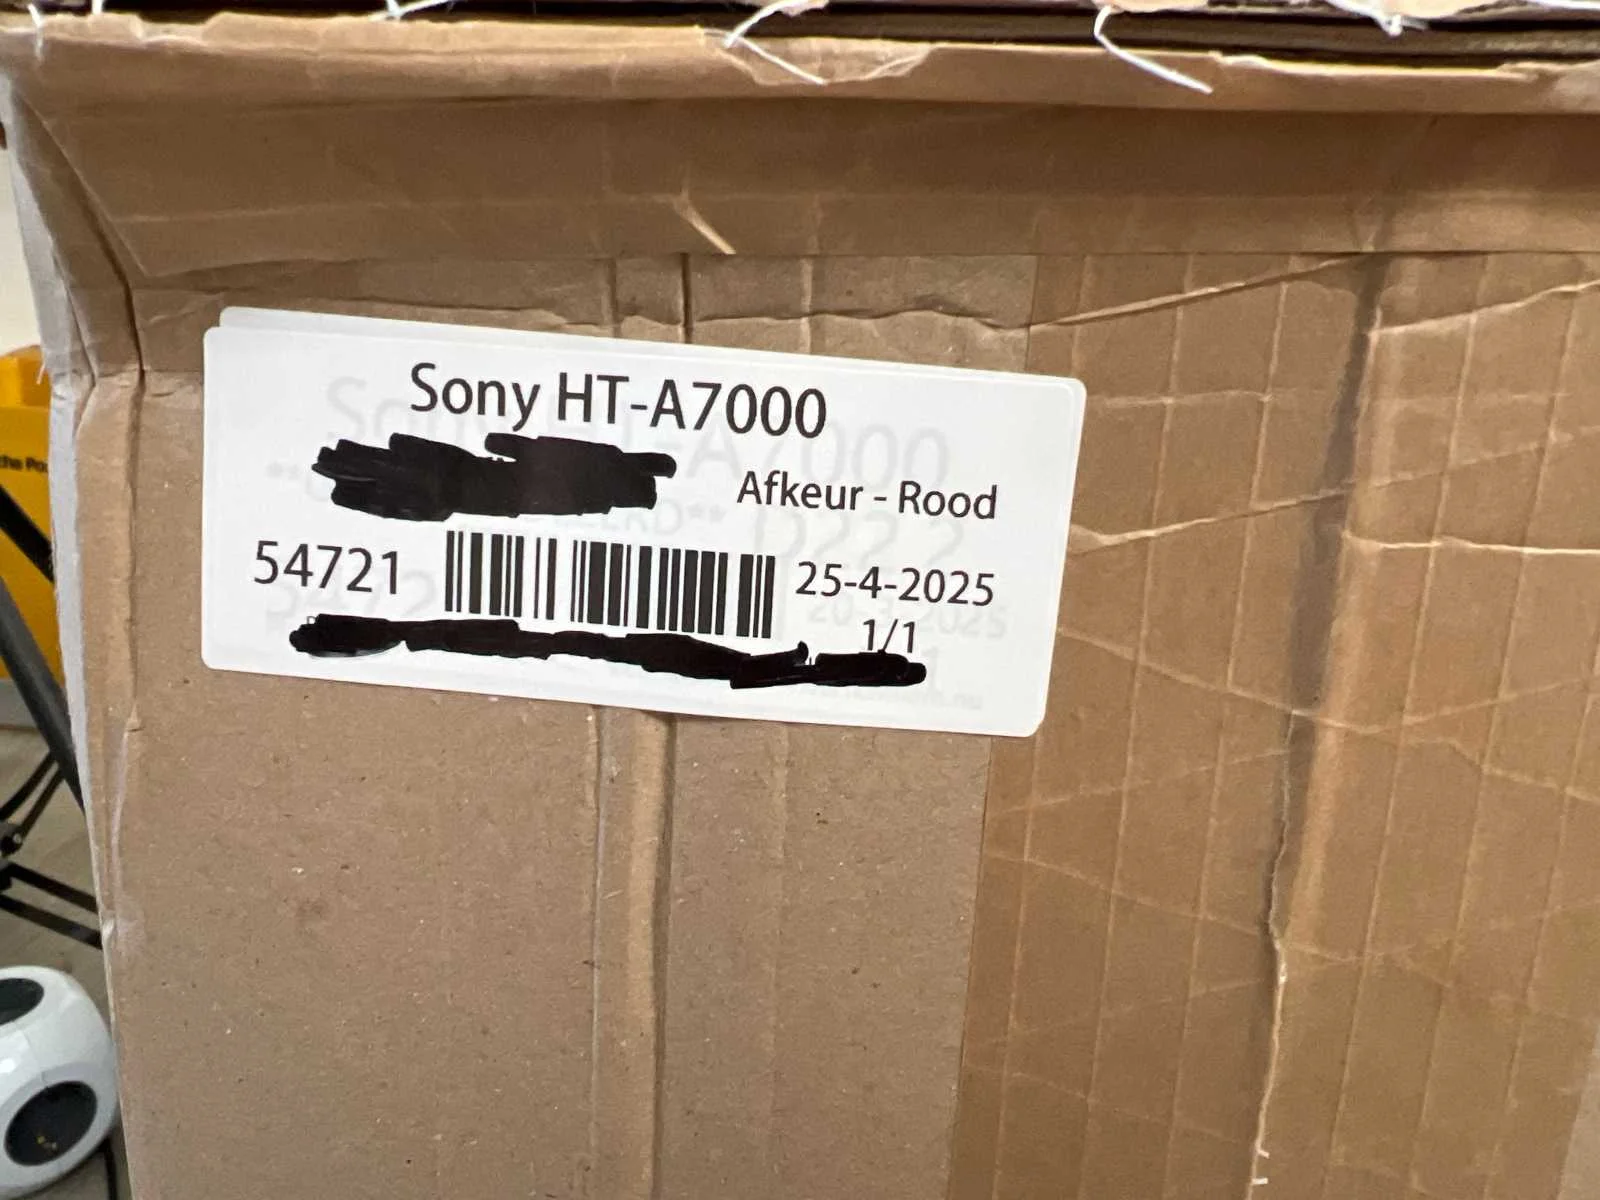 Sony HT-A7000
Afkeur - Rood
54721
25-4-2025
1/1